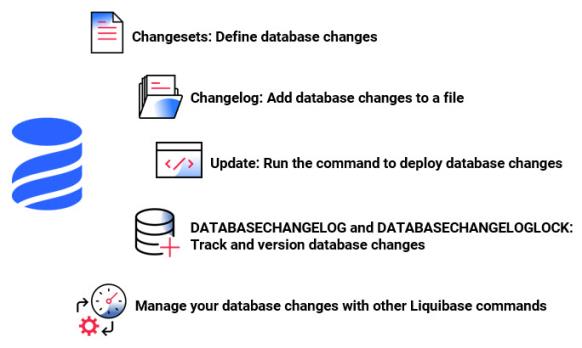 Changesets: Define database changes
Changelog: Add database changes to a file
</>
Update: Run the command to deploy database changes
DATABASECHANGELOG and DATABASECHANGELOGLOCK:
Track and version database changes
Manage your database changes with other Liquibase commands